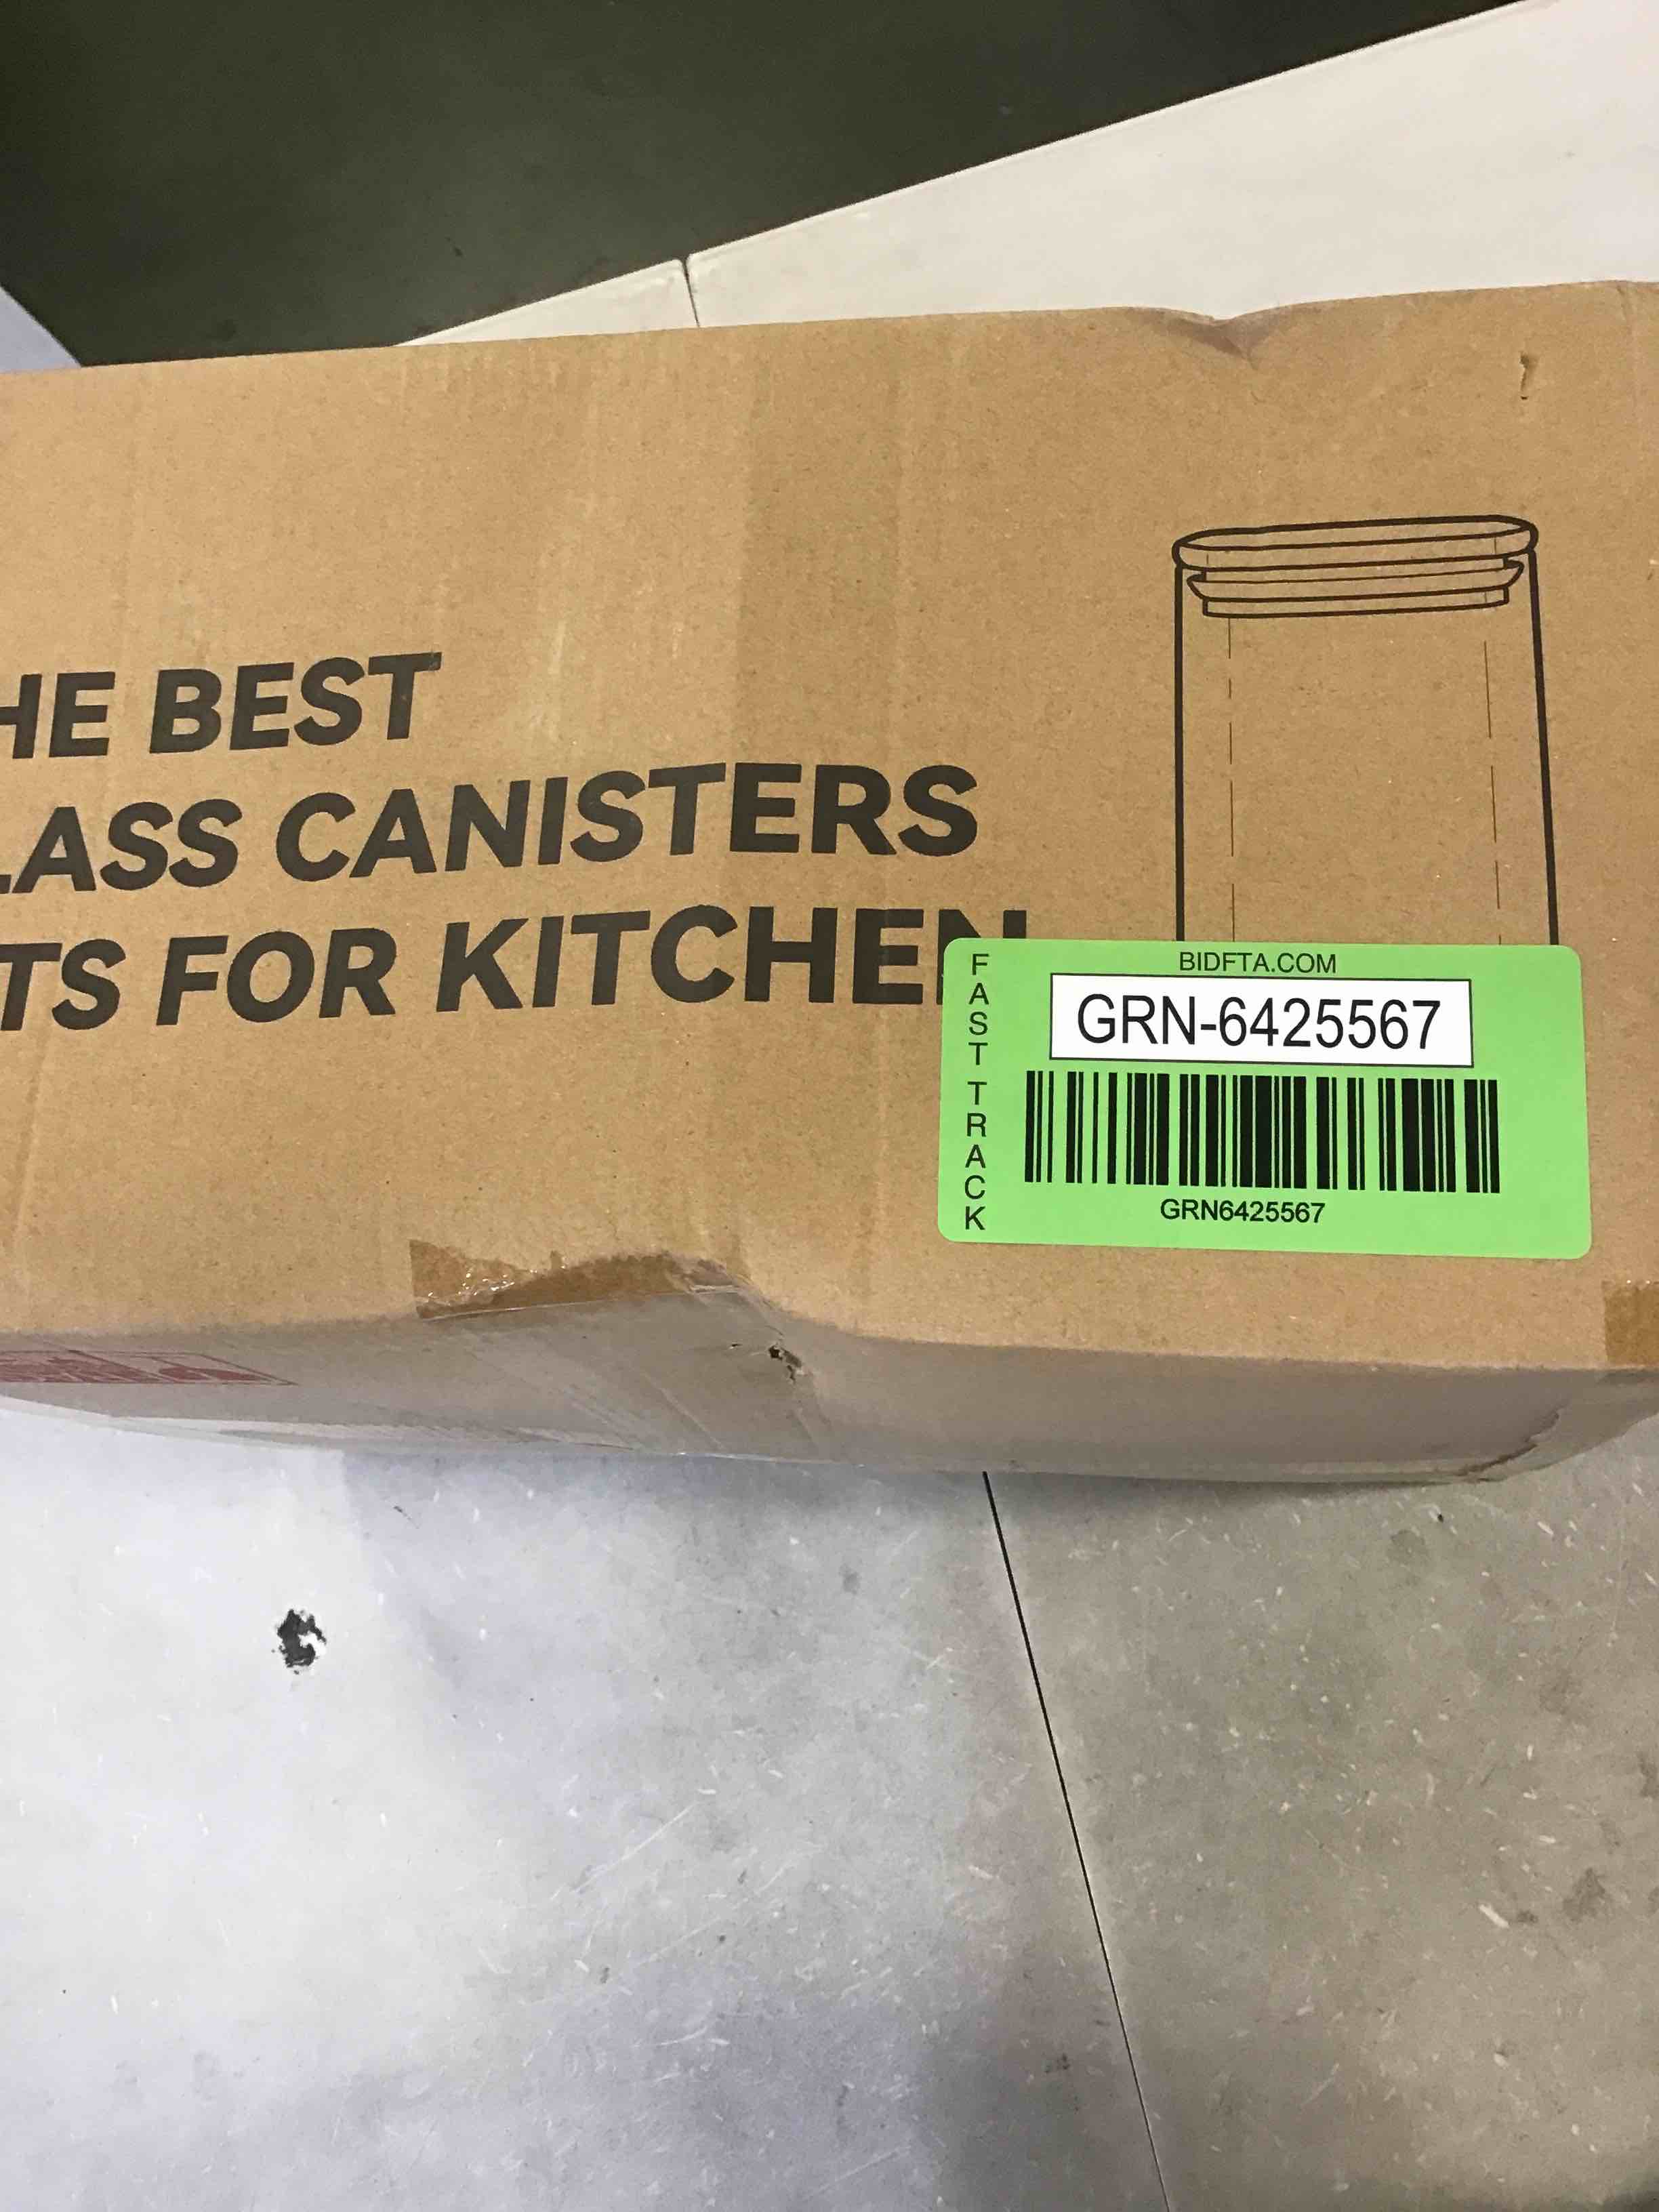 HE BEST
LASS CANISTERS
TS FOR KITCHEN
BIDFTA.COM
FAST TRACK
GRN-6425567
GRN6425567